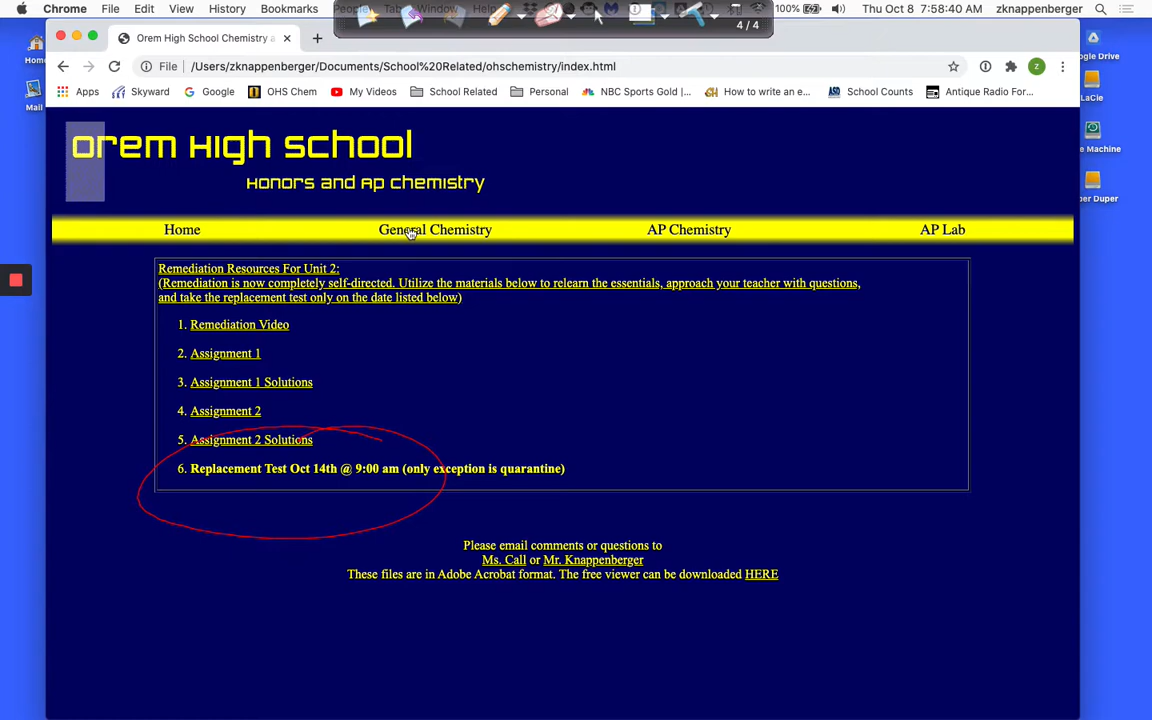 Chrome File Edit View History Bookmarks People Tab Window Help 100% Thu Oct 8 7:58:40 AM zknappenberger
4/4
Orem High School Chemistry a
File /Users/zknappenberger/Documents/School%20Related/ohschemistry/index.html
Apps Skyward Google OHS Chem My Videos School Related Personal NBC Sports Gold |... How to write an e... School Counts Antique Radio For...
Home
Mail
LaCie
Orem High School
Honors and AP Chemistry
Home General Chemistry AP Chemistry AP Lab
Remediation Resources For Unit 2:
(Remediation is now completely self-directed. Utilize the materials below to relearn the essentials, approach your teacher with questions,
and take the replacement test only on the date listed below)
1. Remediation Video
2. Assignment 1
3. Assignment 1 Solutions
4. Assignment 2
5. Assignment 2 Solutions
6. Replacement Test Oct 14th @ 9:00 am (only exception is quarantine)
Please email comments or questions to
Ms. Call or Mr. Knappenberger
These files are in Adobe Acrobat format. The free viewer can be downloaded HERE